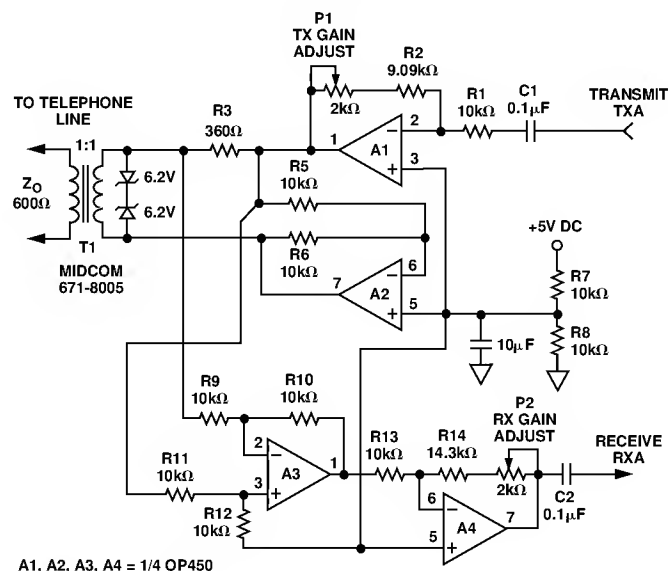 P1
TX GAIN
ADJUST
2kΩ
R2
9.09kΩ
R1
10kΩ
C1
0.1µF
TRANSMIT
TXA
TO TELEPHONE
LINE
1:1
Z_O
600Ω
T1
MIDCOM
671-8005
6.2V
6.2V
R3
360Ω
1
2
3
A1
R5
10kΩ
R6
10kΩ
7
6
5
A2
+5V DC
R7
10kΩ
R8
10kΩ
10µF
R9
10kΩ
R10
10kΩ
R11
10kΩ
R12
10kΩ
2
3
1
A3
R13
10kΩ
R14
14.3kΩ
P2
RX GAIN
ADJUST
2kΩ
6
5
7
A4
C2
0.1µF
RECEIVE
RXA
A1, A2, A3, A4 = 1/4 OP450